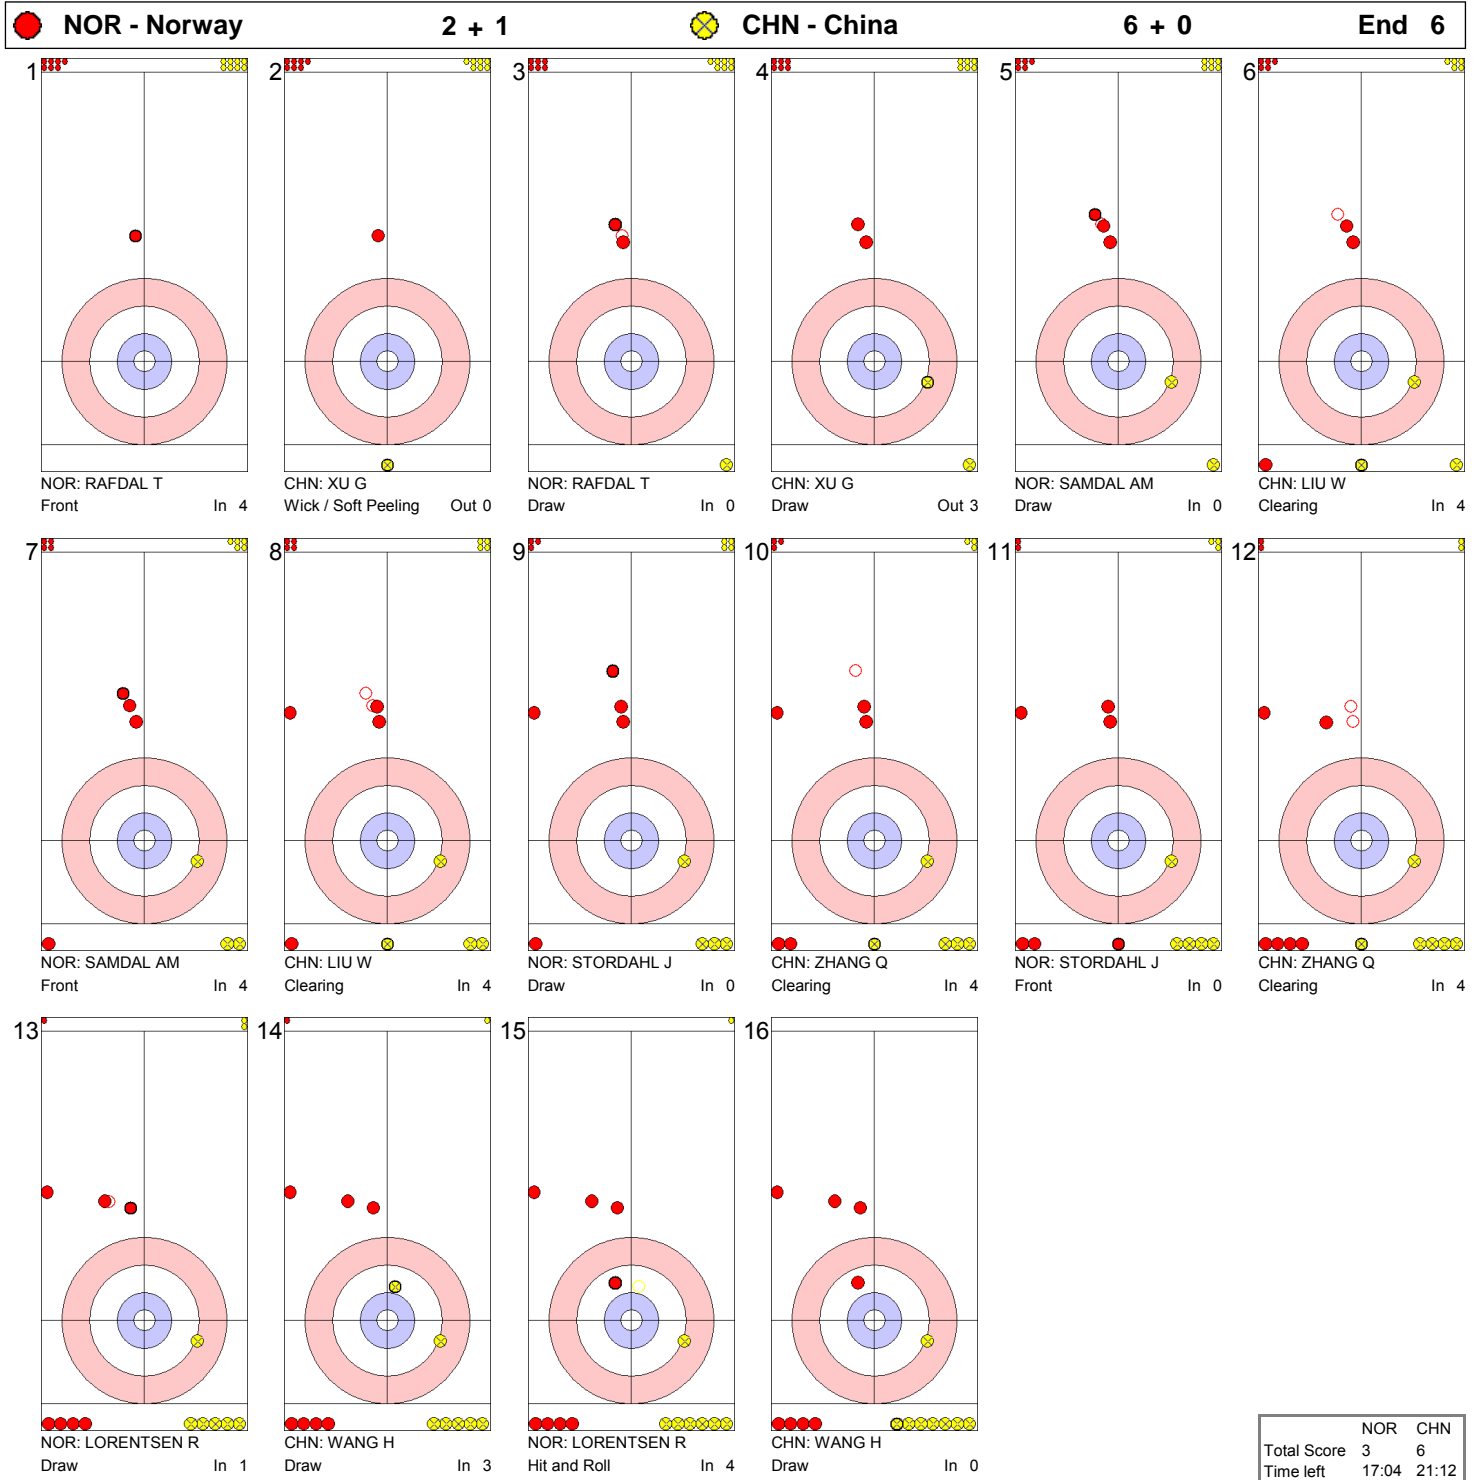 NOR - Norway 2 + 1 CHN - China 6 + 0 End 6
1 2 3 4 5 6
NOR: RAFDAL T CHN: XU G NOR: RAFDAL T CHN: XU G NOR: SAMDAL AM CHN: LIU W
Front In 4 Wick / Soft Peeling Out 0 Draw In 0 Draw Out 3 Draw In 0 Clearing In 4
7 8 9 10 11 12
NOR: SAMDAL AM CHN: LIU W NOR: STORDAHL J CHN: ZHANG Q NOR: STORDAHL J CHN: ZHANG Q
Front In 4 Clearing In 4 Draw In 0 Clearing In 4 Front In 0 Clearing In 4
13 14 15 16
NOR: LORENTSEN R CHN: WANG H NOR: LORENTSEN R CHN: WANG H
Draw In 1 Draw In 3 Hit and Roll In 4 Draw In 0
NOR CHN
Total Score 3 6
Time left 17:04 21:12